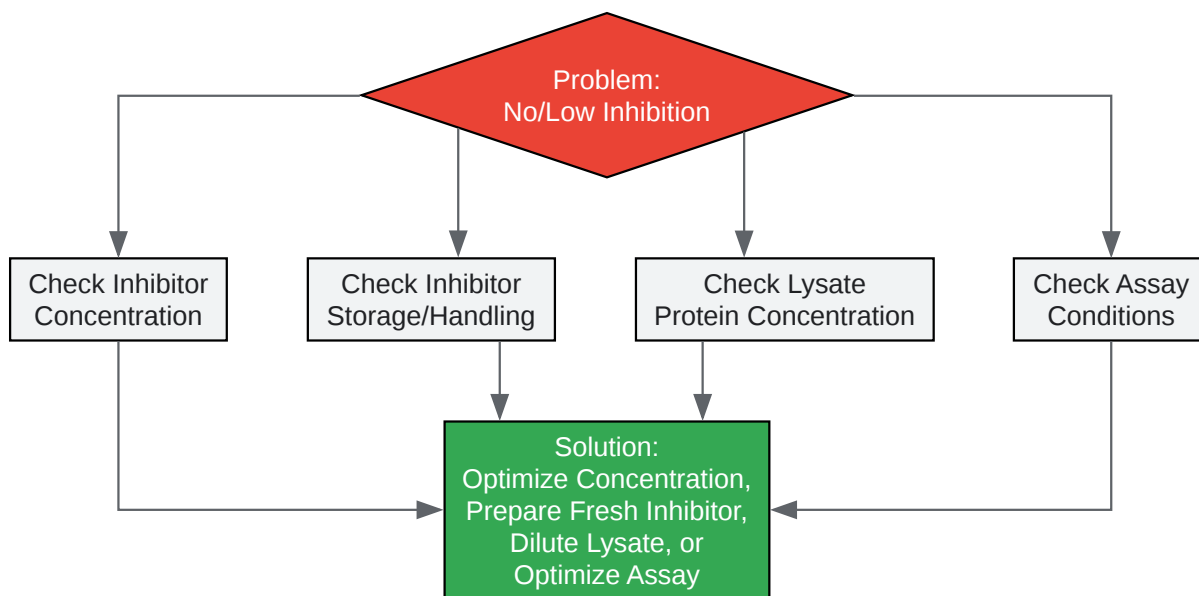 Problem:
No/Low Inhibition
Check Inhibitor
Concentration
Check Inhibitor
Storage/Handling
Check Lysate
Protein Concentration
Check Assay
Conditions
Solution:
Optimize Concentration,
Prepare Fresh Inhibitor,
Dilute Lysate, or
Optimize Assay